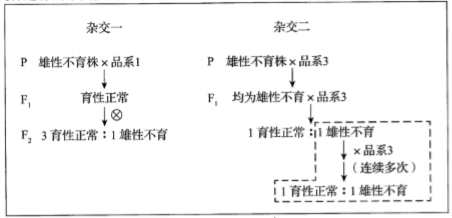 杂交一 杂交二
P 雄性不育株×品系1 P 雄性不育株×品系3
F₁ 育性正常 F₁ 均为雄性不育×品系3
⊗
F₂ 3育性正常：1雄性不育 1育性正常：1雄性不育
×品系3
（连续多次）
1育性正常：1雄性不育